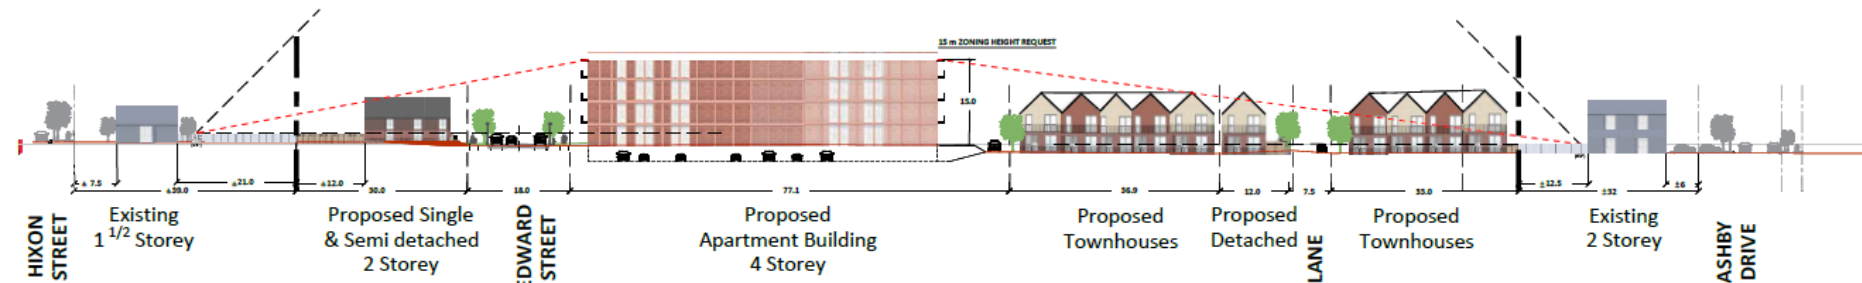 15 m ZONING HEIGHT REQUEST
15.0
± 7.5
±39.0
±21.0
±12.0
30.0
18.0
77.1
36.9
12.0
7.5
33.0
±12.5
±32
±6
HIXON
STREET
Existing
1 1/2 Storey
Proposed Single
& Semi detached
2 Storey
EDWARD
STREET
Proposed
Apartment Building
4 Storey
Proposed
Townhouses
Proposed
Detached
LANE
Proposed
Townhouses
Existing
2 Storey
ASHBY
DRIVE